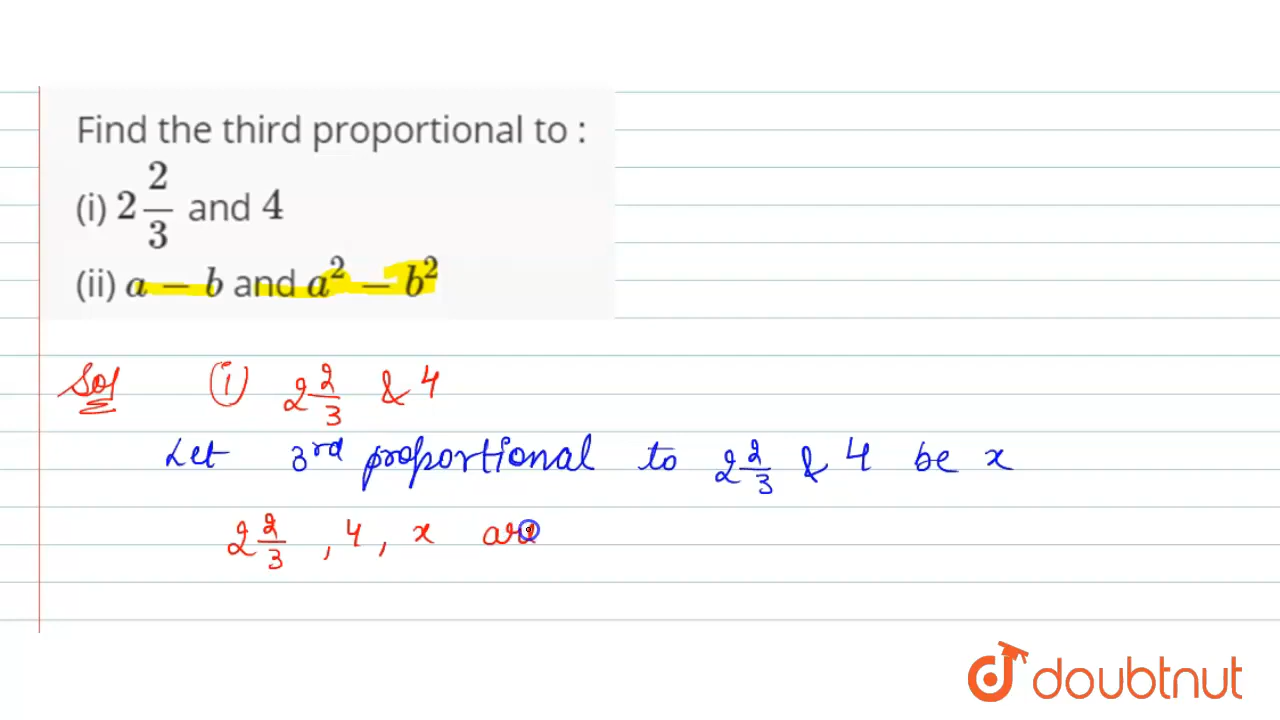 Find the third proportional to :
(i) 2 2/3 and 4
(ii) a − b and a² − b²
Sol (i) 2 2/3 & 4
Let 3rd proportional to 2 2/3 & 4 be x
2 2/3 , 4 , x are
doubtnut